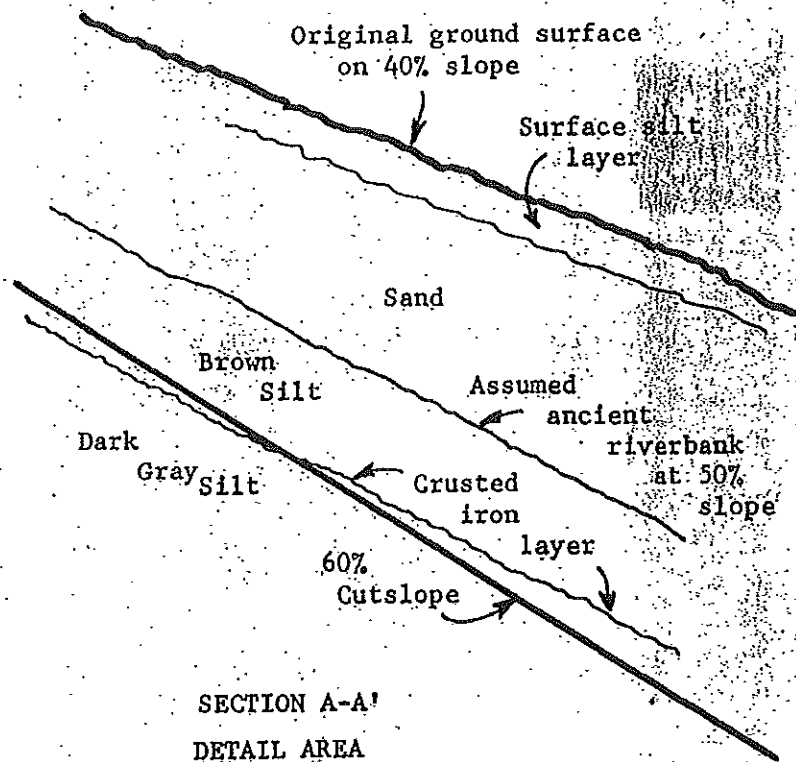 Original ground surface
on 40% slope
Surface silt
layer
Sand
Brown
Silt
Assumed
ancient
riverbank
at 50%
slope
Dark
Gray Silt
Crusted
iron
layer
60%
Cutslope
SECTION A-A'
DETAIL AREA